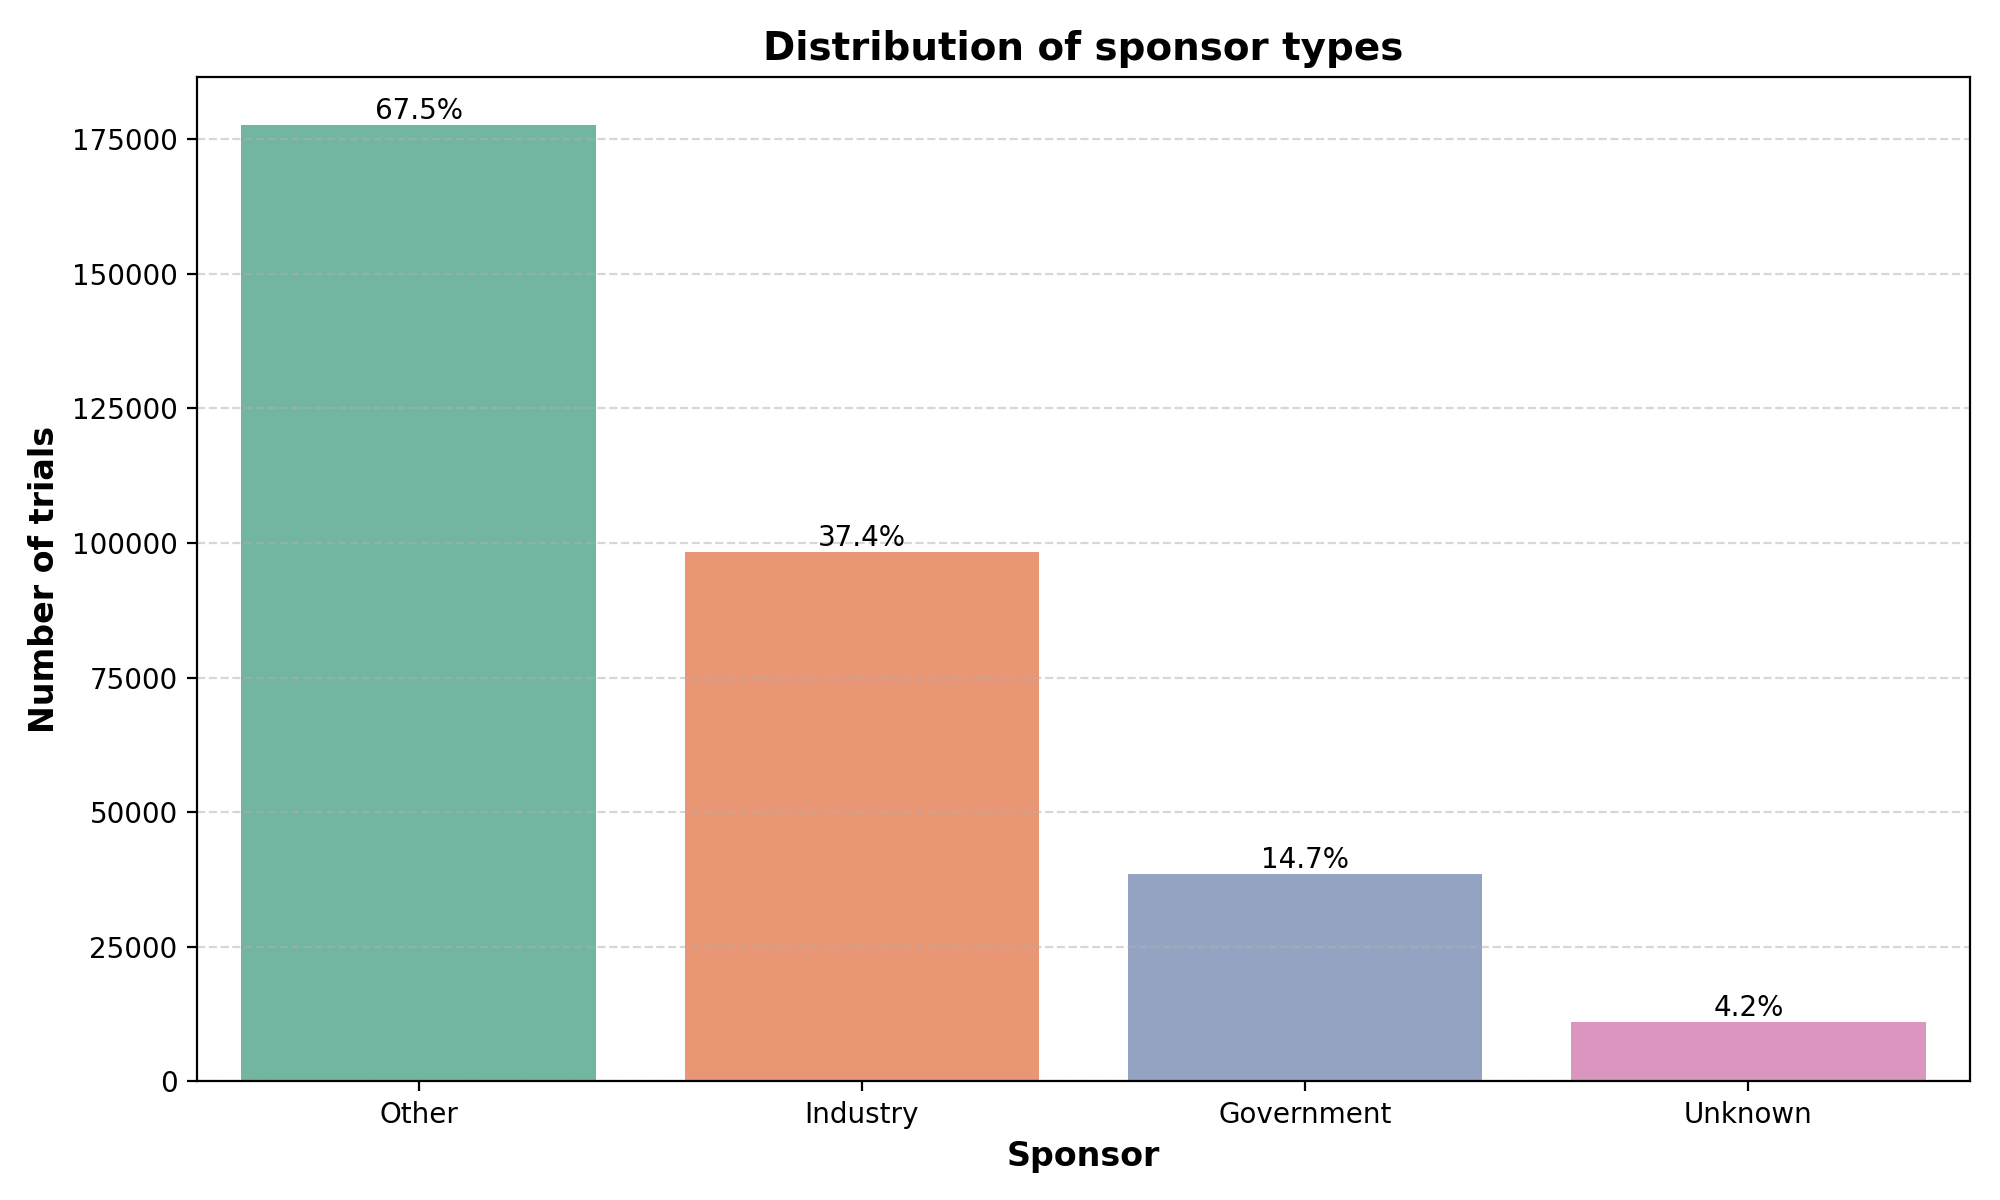 Distribution of sponsor types
Number of trials
175000
150000
125000
100000
75000
50000
25000
0
67.5%
37.4%
14.7%
4.2%
Other
Industry
Government
Unknown
Sponsor